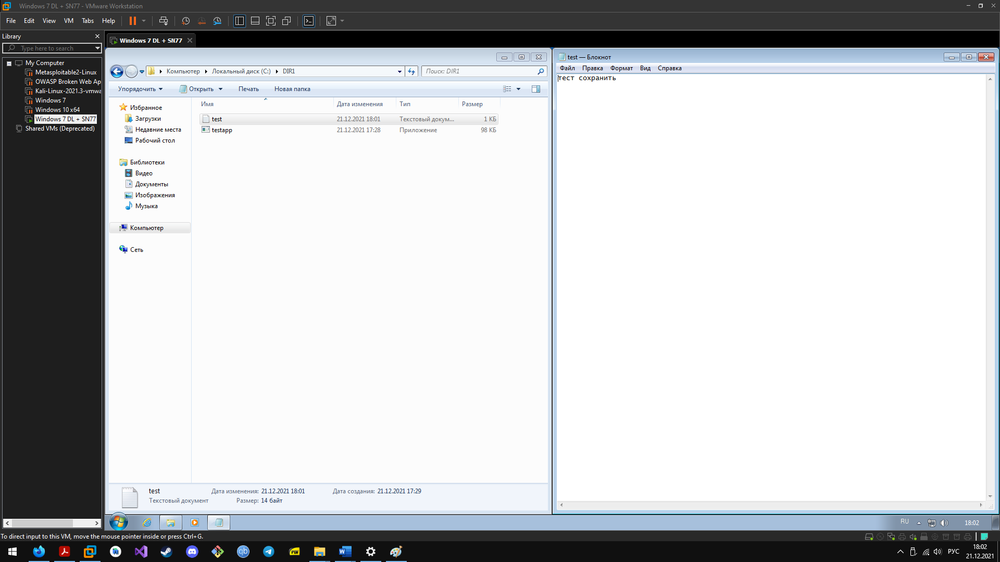 Windows 7 DL + SN77 - VMware Workstation
File Edit View VM Tabs Help
Library
Type here to search
My Computer
Metasploitable2-Linux
OWASP Broken Web Ap
Kali-Linux-2021.3-vmwa
Windows 7
Windows 10 x64
Windows 7 DL + SN77
Shared VMs (Deprecated)
Windows 7 DL + SN77
Компьютер Локальный диск (C:) DIR1
Поиск: DIR1
Упорядочить Открыть Печать Новая папка
Избранное
Загрузки
Недавние места
Рабочий стол
Библиотеки
Видео
Документы
Изображения
Музыка
Компьютер
Сеть
Имя Дата изменения Тип Размер
test 21.12.2021 18:01 Текстовый докум... 1 КБ
testapp 21.12.2021 17:28 Приложение 98 КБ
test Дата изменения: 21.12.2021 18:01 Дата создания: 21.12.2021 17:29
Текстовый документ Размер: 14 байт
test — Блокнот
Файл Правка Формат Вид Справка
тест сохранить
RU 18:02
To direct input to this VM, move the mouse pointer inside or press Ctrl+G.
qb
PDF
W
РУС
18:02
21.12.2021